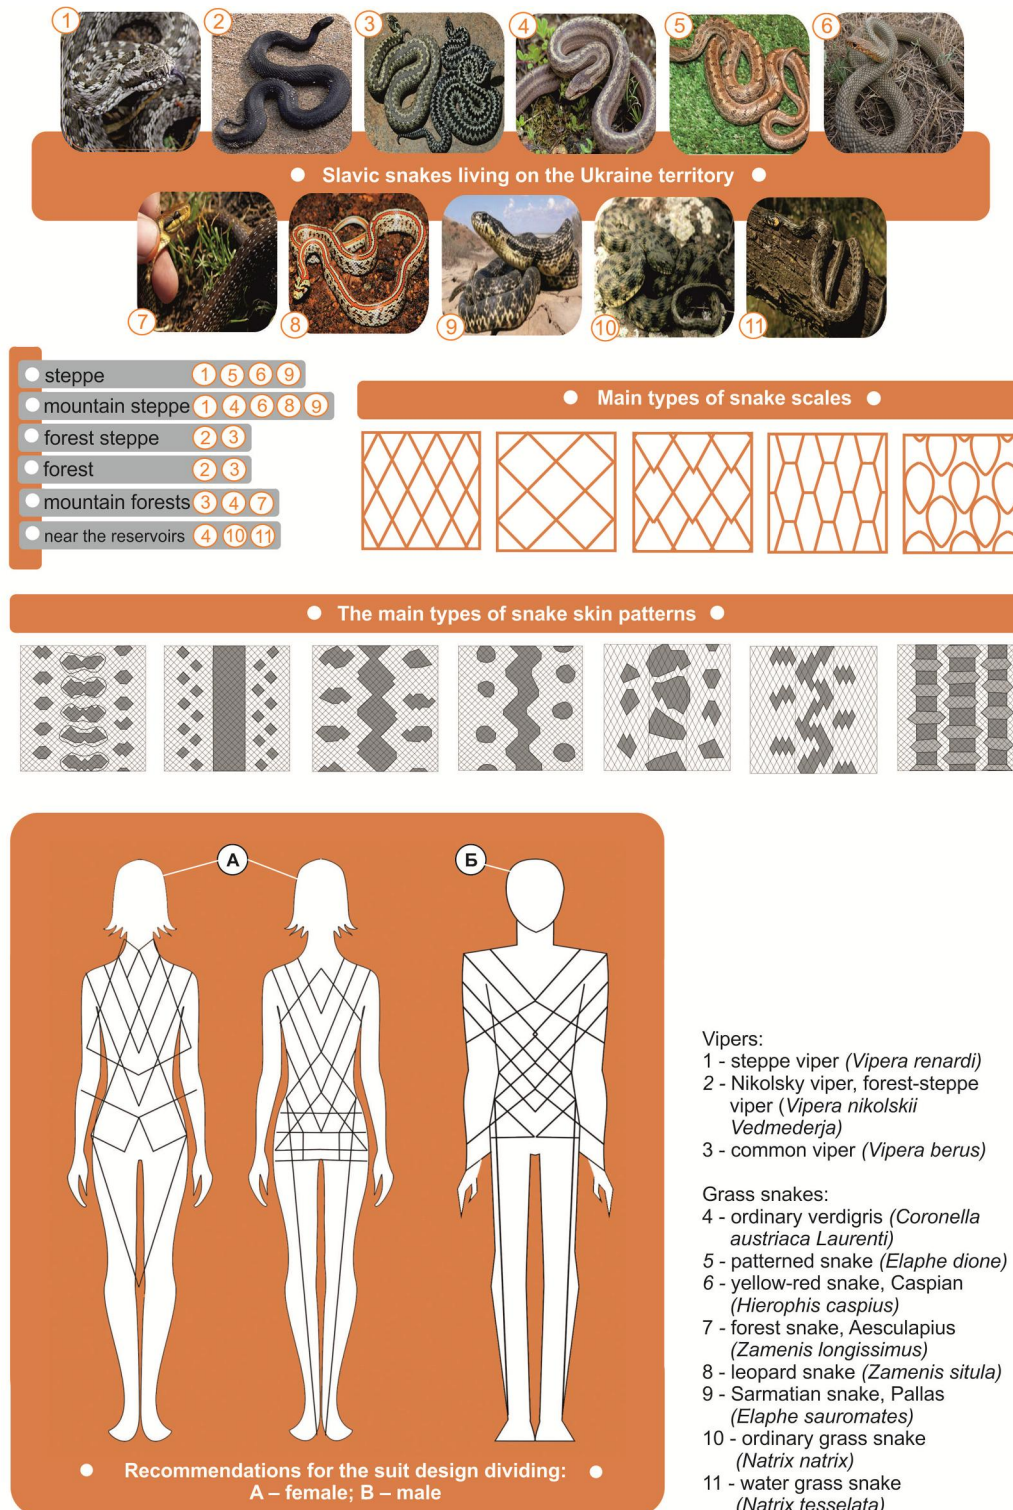 1
2
3
4
5
6
Slavic snakes living on the Ukraine territory
7
8
9
10
11
steppe 1 5 6 9
mountain steppe 1 4 6 8 9
forest steppe 2 3
forest 2 3
mountain forests 3 4 7
near the reservoirs 4 10 11
Main types of snake scales
The main types of snake skin patterns
А
Б
Recommendations for the suit design dividing:
A – female; B – male
Vipers:
1 - steppe viper (Vipera renardi)
2 - Nikolsky viper, forest-steppe
viper (Vipera nikolskii
Vedmederja)
3 - common viper (Vipera berus)
Grass snakes:
4 - ordinary verdigris (Coronella
austriaca Laurenti)
5 - patterned snake (Elaphe dione)
6 - yellow-red snake, Caspian
(Hierophis caspius)
7 - forest snake, Aesculapius
(Zamenis longissimus)
8 - leopard snake (Zamenis situla)
9 - Sarmatian snake, Pallas
(Elaphe sauromates)
10 - ordinary grass snake
(Natrix natrix)
11 - water grass snake
(Natrix tesselata)